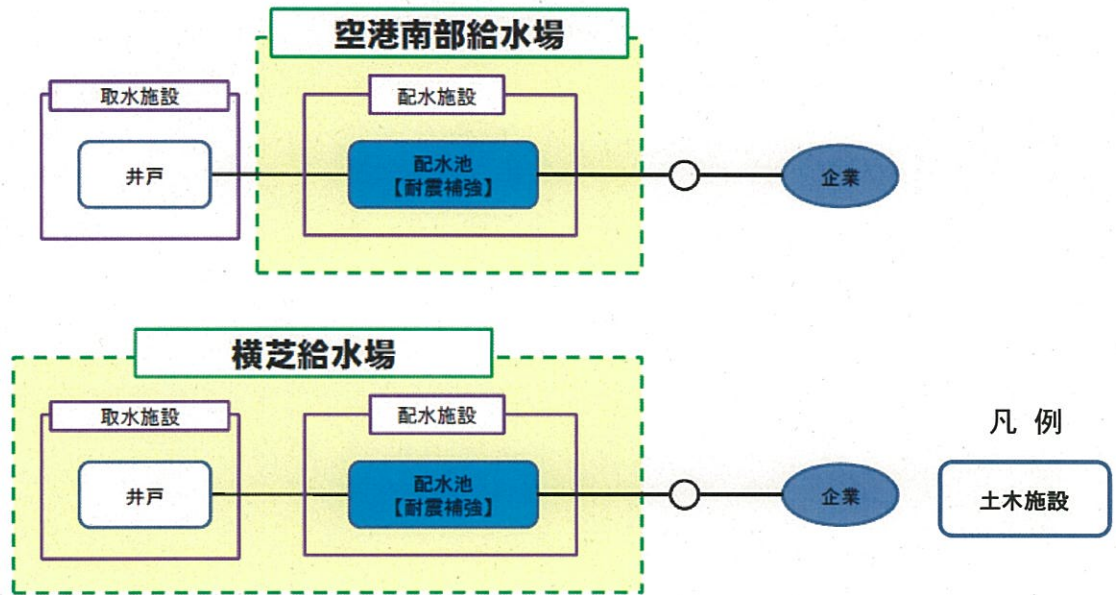 空港南部給水場
取水施設
配水施設
井戸
配水池
【耐震補強】
企業
横芝給水場
取水施設
配水施設
井戸
配水池
【耐震補強】
企業
凡 例
土木施設